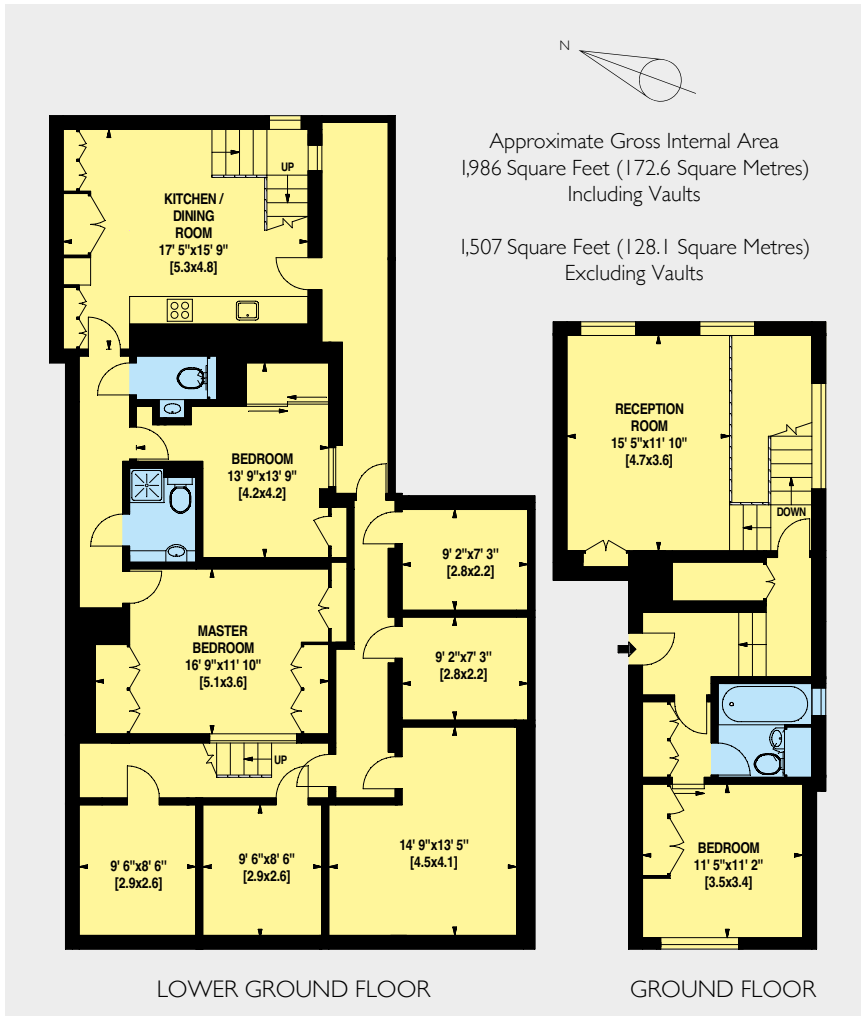 N
Approximate Gross Internal Area
1,986 Square Feet (172.6 Square Metres)
Including Vaults
1,507 Square Feet (128.1 Square Metres)
Excluding Vaults
UP
KITCHEN /
DINING
ROOM
17' 5"x15' 9"
[5.3x4.8]
BEDROOM
13' 9"x13' 9"
[4.2x4.2]
9' 2"x7' 3"
[2.8x2.2]
MASTER
BEDROOM
16' 9"x11' 10"
[5.1x3.6]
9' 2"x7' 3"
[2.8x2.2]
UP
9' 6"x8' 6"
[2.9x2.6]
9' 6"x8' 6"
[2.9x2.6]
14' 9"x13' 5"
[4.5x4.1]
LOWER GROUND FLOOR
RECEPTION
ROOM
15' 5"x11' 10"
[4.7x3.6]
DOWN
BEDROOM
11' 5"x11' 2"
[3.5x3.4]
GROUND FLOOR